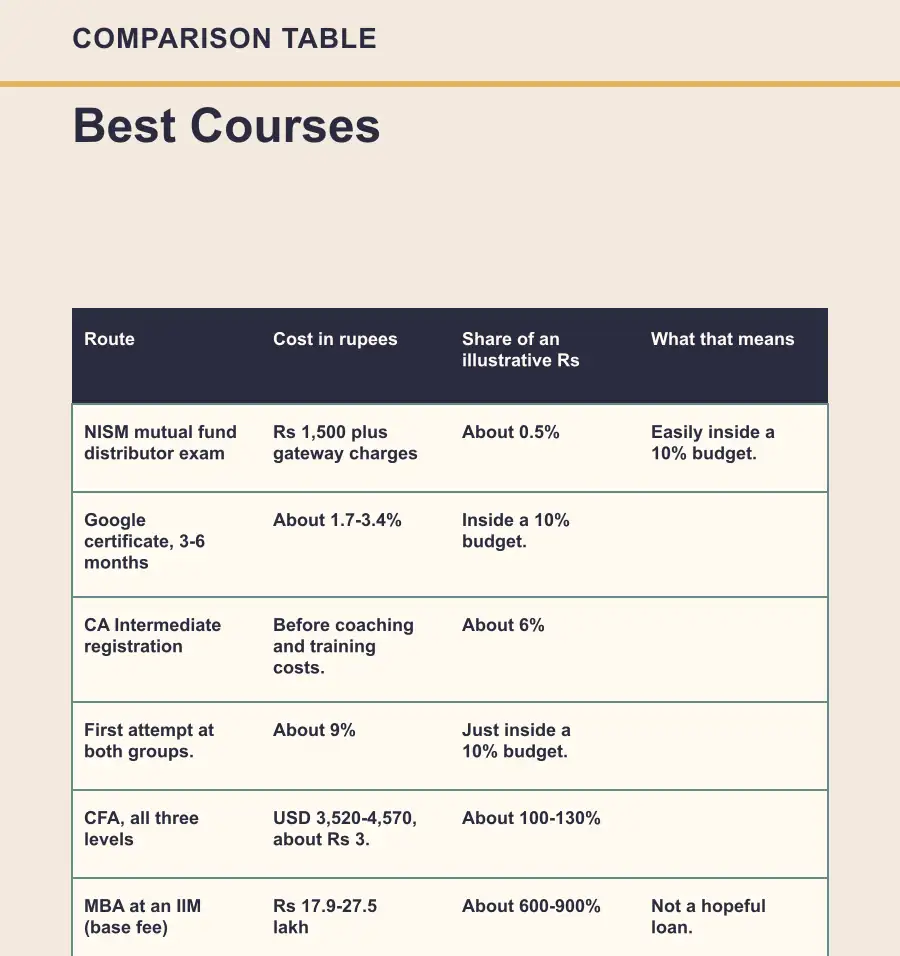 COMPARISON TABLE
Best Courses
Route
Cost in rupees
Share of an
illustrative Rs
What that means
NISM mutual fund
distributor exam
Rs 1,500 plus
gateway charges
About 0.5%
Easily inside a
10% budget.
Google
certificate, 3-6
months
About 1.7-3.4%
Inside a 10%
budget.
CA Intermediate
registration
Before coaching
and training
costs.
About 6%
First attempt at
both groups.
About 9%
Just inside a
10% budget.
CFA, all three
levels
USD 3,520-4,570,
about Rs 3.
About 100-130%
MBA at an IIM
(base fee)
Rs 17.9-27.5
lakh
About 600-900%
Not a hopeful
loan.